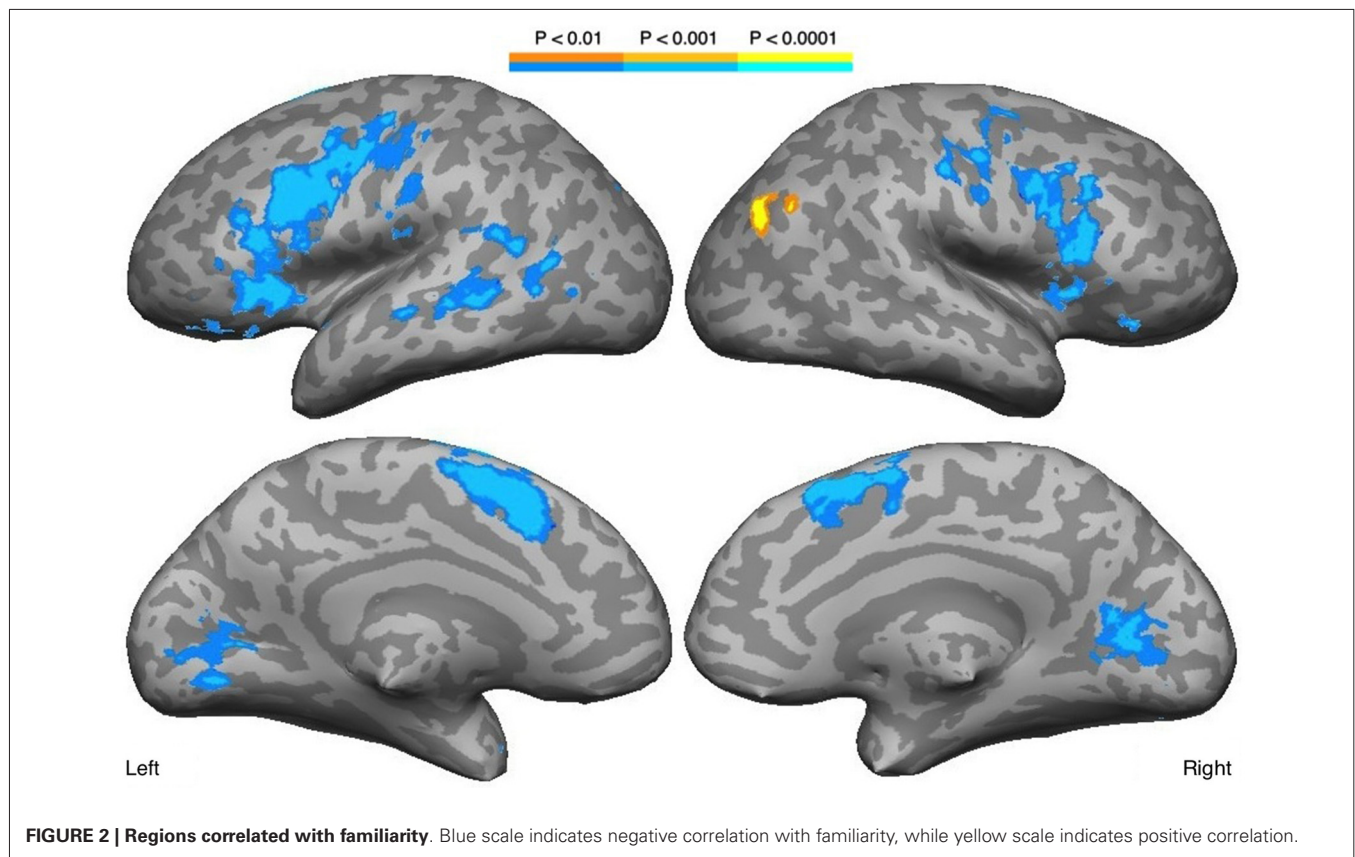 P < 0.01 P < 0.001 P < 0.0001
Left Right
FIGURE 2 | Regions correlated with familiarity. Blue scale indicates negative correlation with familiarity, while yellow scale indicates positive correlation.